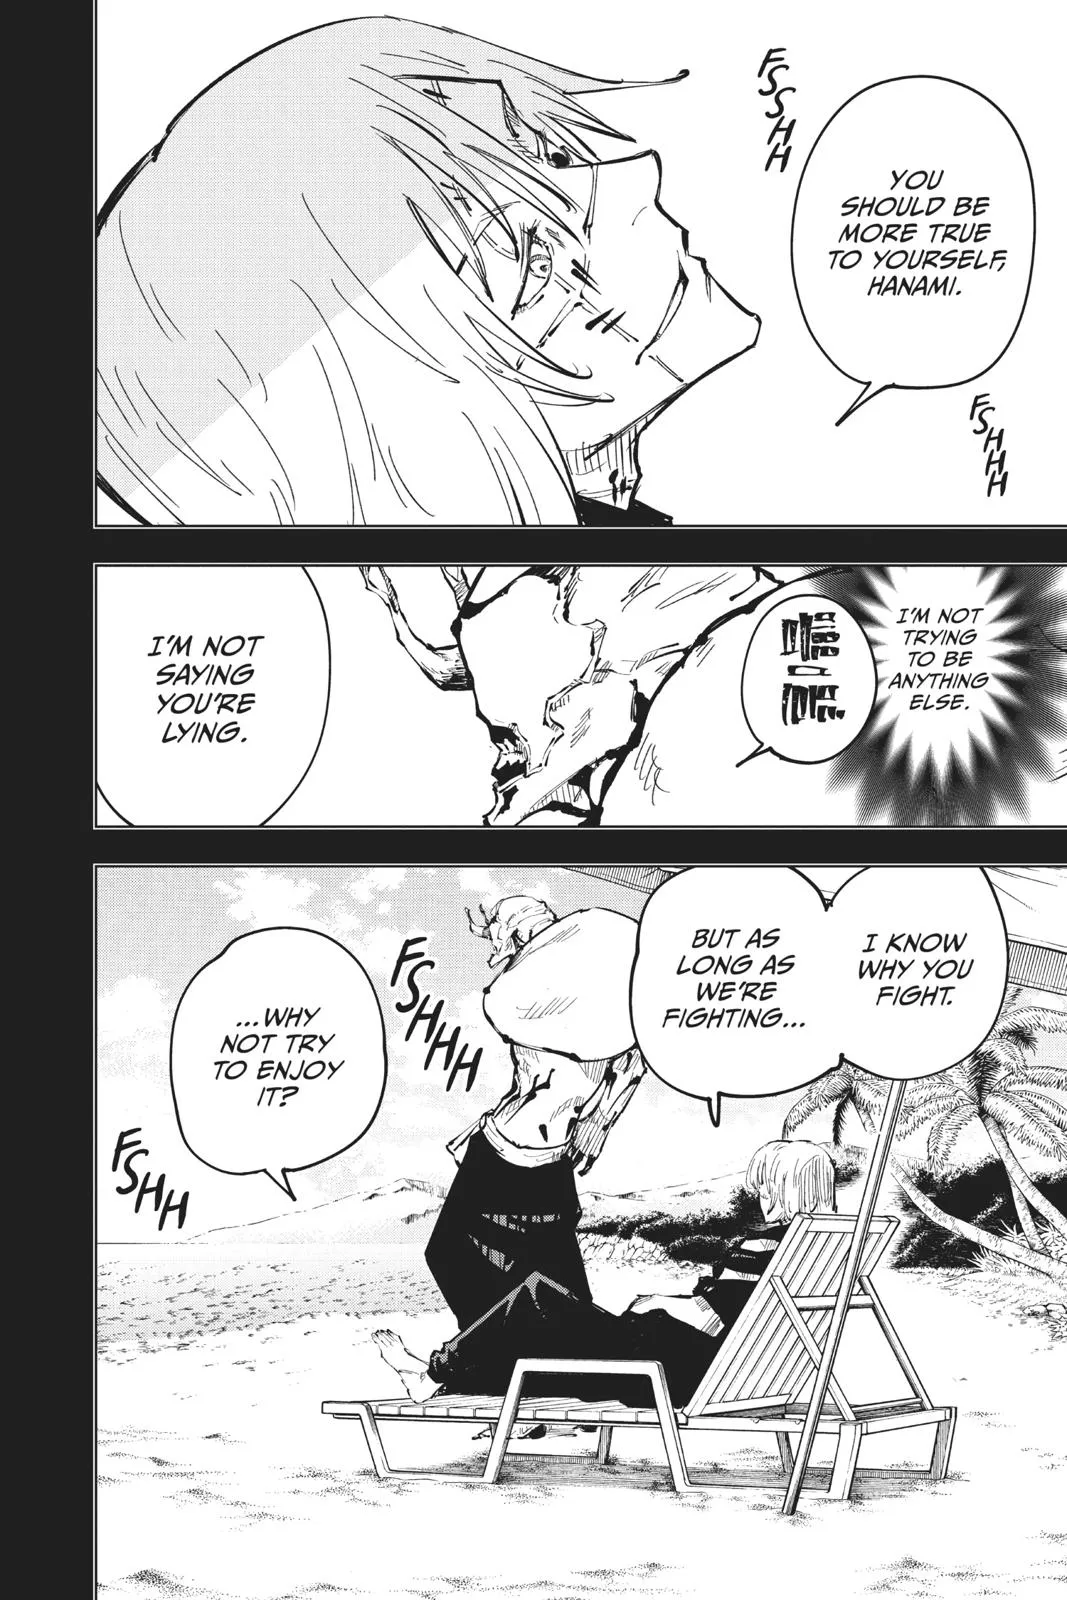 FSSHH
YOU
SHOULD BE
MORE TRUE
TO YOURSELF,
HANAMI.
FSHHH
I'M NOT
TRYING
TO BE
ANYTHING
ELSE.
I'M NOT
SAYING
YOU'RE
LYING.
I KNOW
WHY YOU
FIGHT.
BUT AS
LONG AS
WE'RE
FIGHTING...
FSHHHH
...WHY
NOT TRY
TO ENJOY
IT?
FSHH